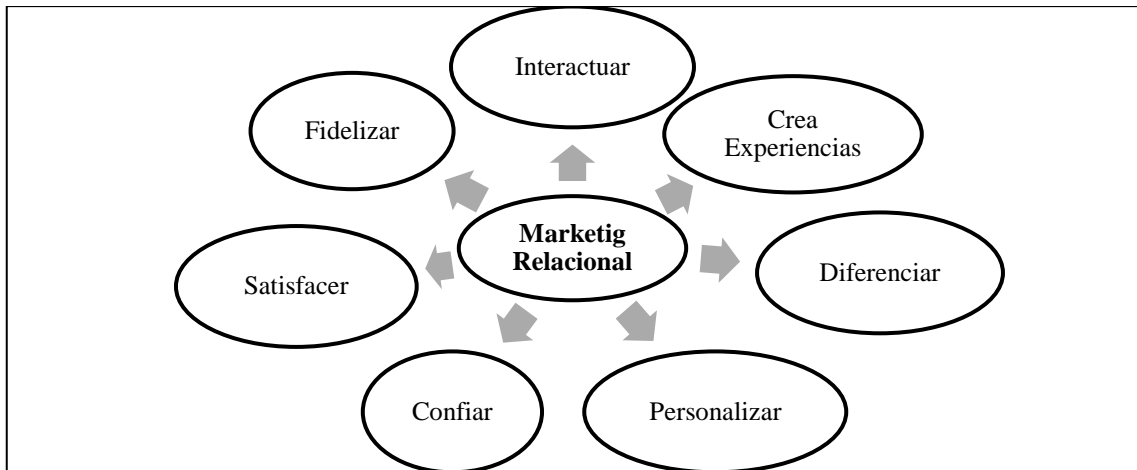 Interactuar
Crea
Experiencias
Fidelizar
Marketig
Relacional
Diferenciar
Satisfacer
Confiar
Personalizar